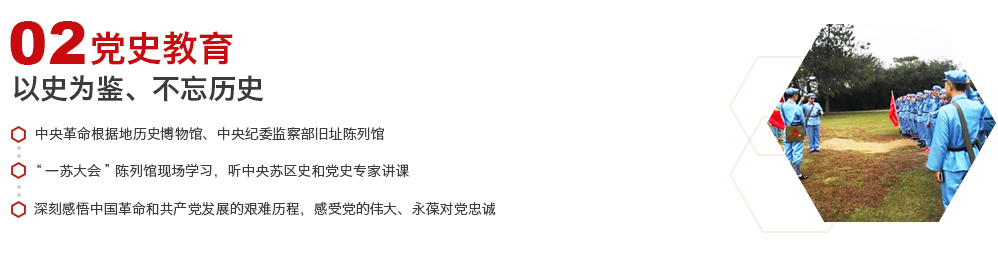 02党史教育
以史为鉴、不忘历史
中央革命根据地历史博物馆、中央纪委监察部旧址陈列馆
“一苏大会”陈列馆现场学习，听中央苏区史和党史专家讲课
深刻感悟中国革命和共产党发展的艰难历程，感受党的伟大、永葆对党忠诚